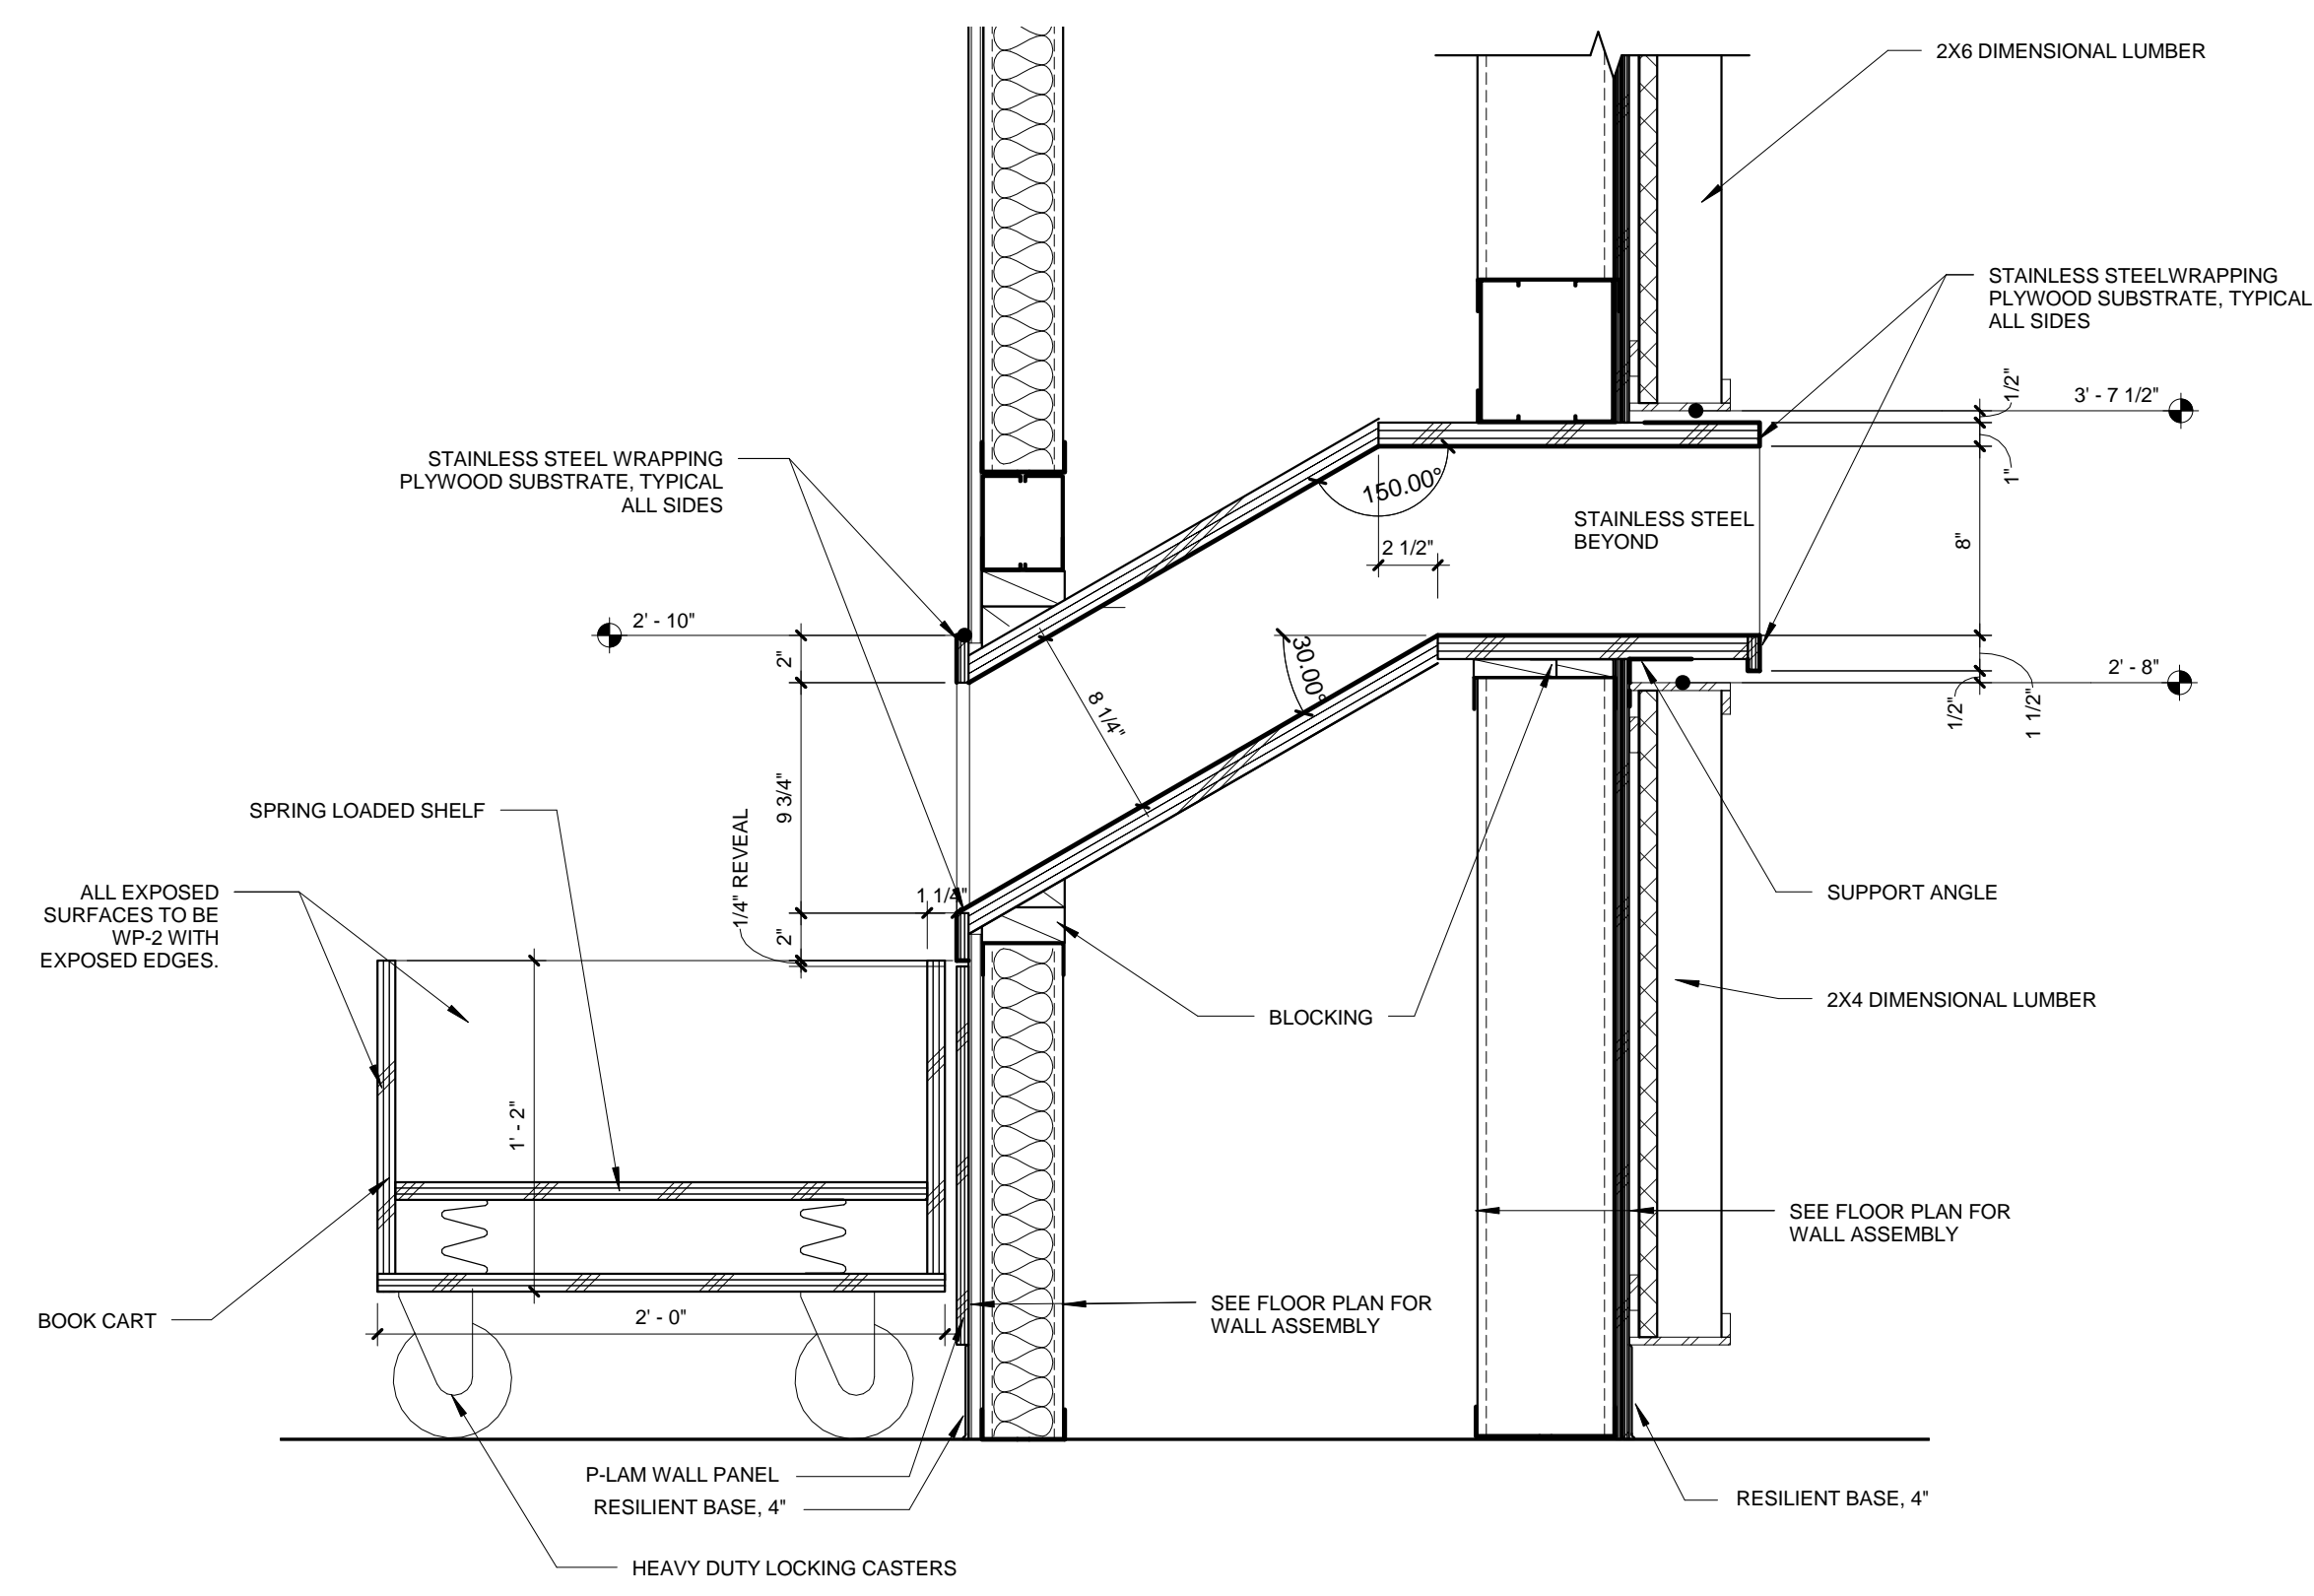 2X6 DIMENSIONAL LUMBER
STAINLESS STEELWRAPPING
PLYWOOD SUBSTRATE, TYPICAL
ALL SIDES
1/2"
3' - 7 1/2"
1"
STAINLESS STEEL WRAPPING
PLYWOOD SUBSTRATE, TYPICAL
ALL SIDES
150.00°
STAINLESS STEEL
BEYOND
2 1/2"
8"
2' - 10"
2"
30.00°
2' - 8"
1/2"
1 1/2"
8 1/4"
9 3/4"
SPRING LOADED SHELF
1/4" REVEAL
1 1/4"
2"
ALL EXPOSED
SURFACES TO BE
WP-2 WITH
EXPOSED EDGES.
SUPPORT ANGLE
BLOCKING
2X4 DIMENSIONAL LUMBER
1' - 2"
SEE FLOOR PLAN FOR
WALL ASSEMBLY
BOOK CART
2' - 0"
SEE FLOOR PLAN FOR
WALL ASSEMBLY
P-LAM WALL PANEL
RESILIENT BASE, 4"
RESILIENT BASE, 4"
HEAVY DUTY LOCKING CASTERS